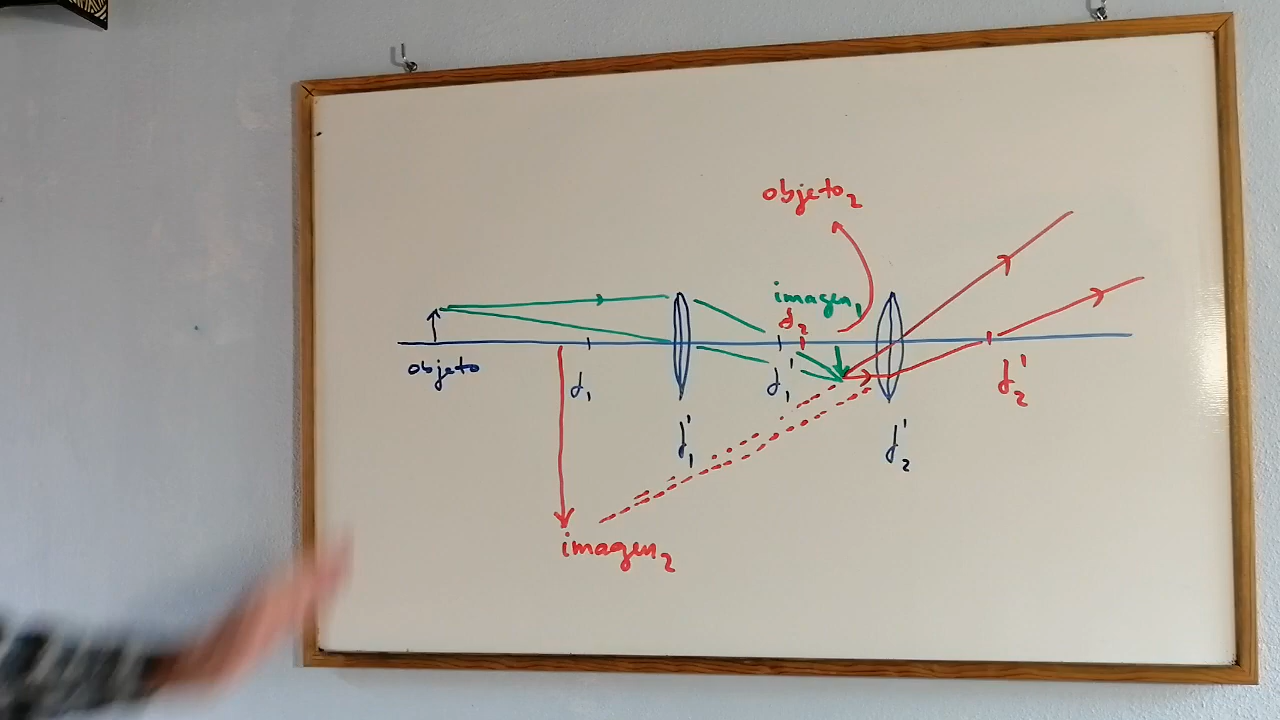 objeto₂
imagen₁
f₂
objeto
f₁
f₁'
f₂'
f₁'
f₂'
imagen₂